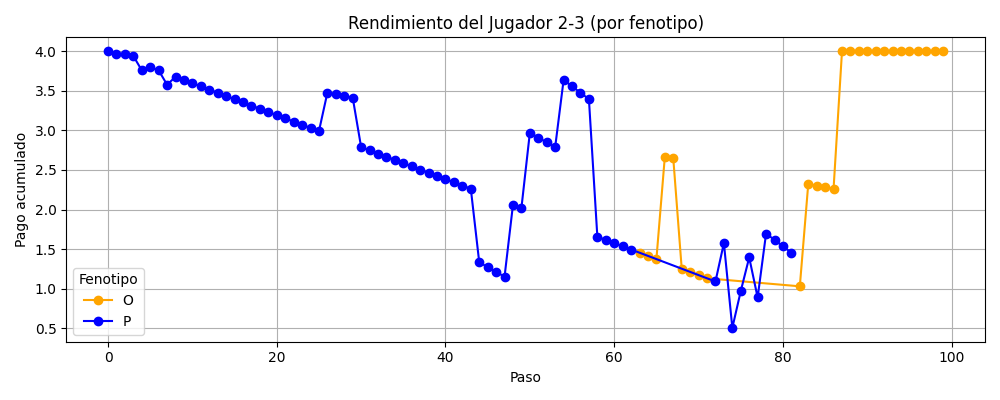 Rendimiento del Jugador 2-3 (por fenotipo)
Pago acumulado
4.0
3.5
3.0
2.5
2.0
1.5
1.0
0.5
Fenotipo
O
P
0 20 40 60 80 100
Paso